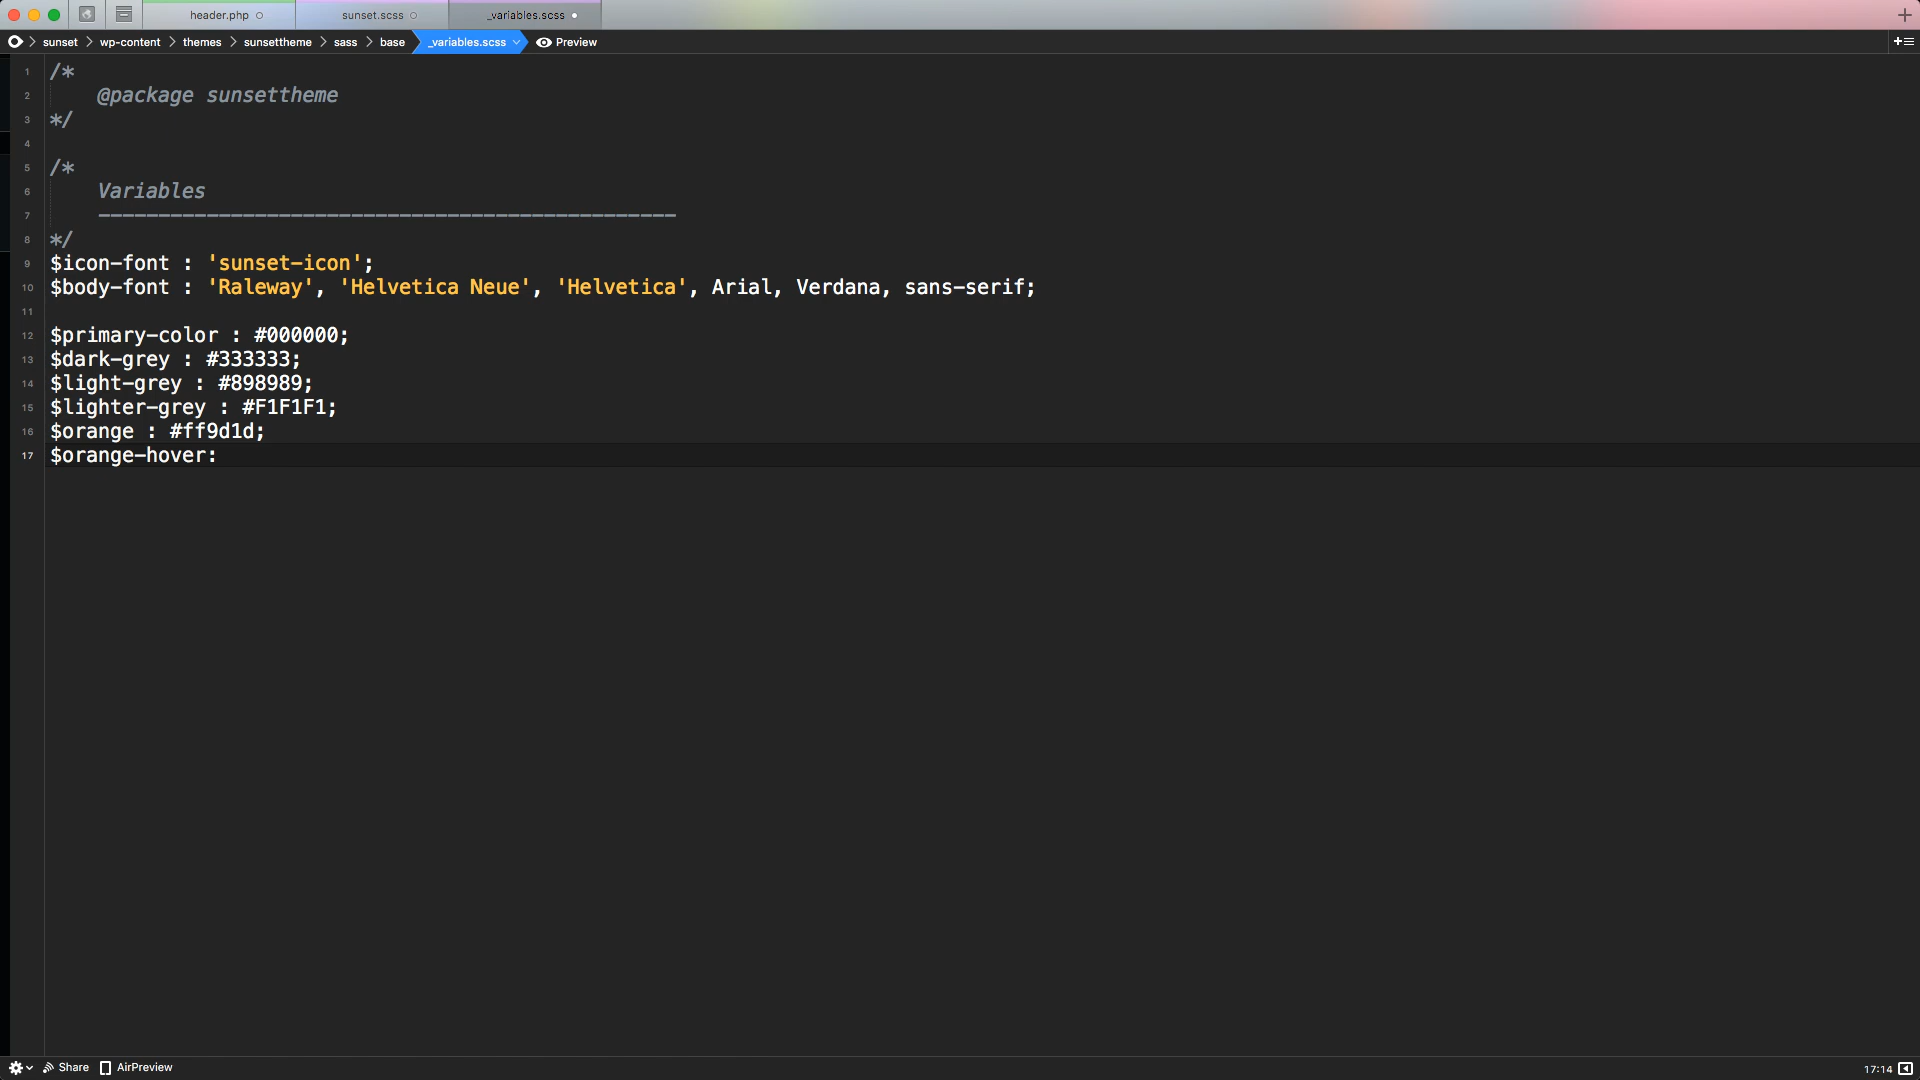 header.php
sunset.scss
_variables.scss
sunset
wp-content
themes
sunsettheme
sass
base
_variables.scss
Preview
1 /*
2 @package sunsettheme
3 */
4
5 /*
6 Variables
7 ------------------------------------------------
8 */
9 $icon-font : 'sunset-icon';
10 $body-font : 'Raleway', 'Helvetica Neue', 'Helvetica', Arial, Verdana, sans-serif;
11
12 $primary-color : #000000;
13 $dark-grey : #333333;
14 $light-grey : #898989;
15 $lighter-grey : #F1F1F1;
16 $orange : #ff9d1d;
17 $orange-hover:
Share
AirPreview
17:14